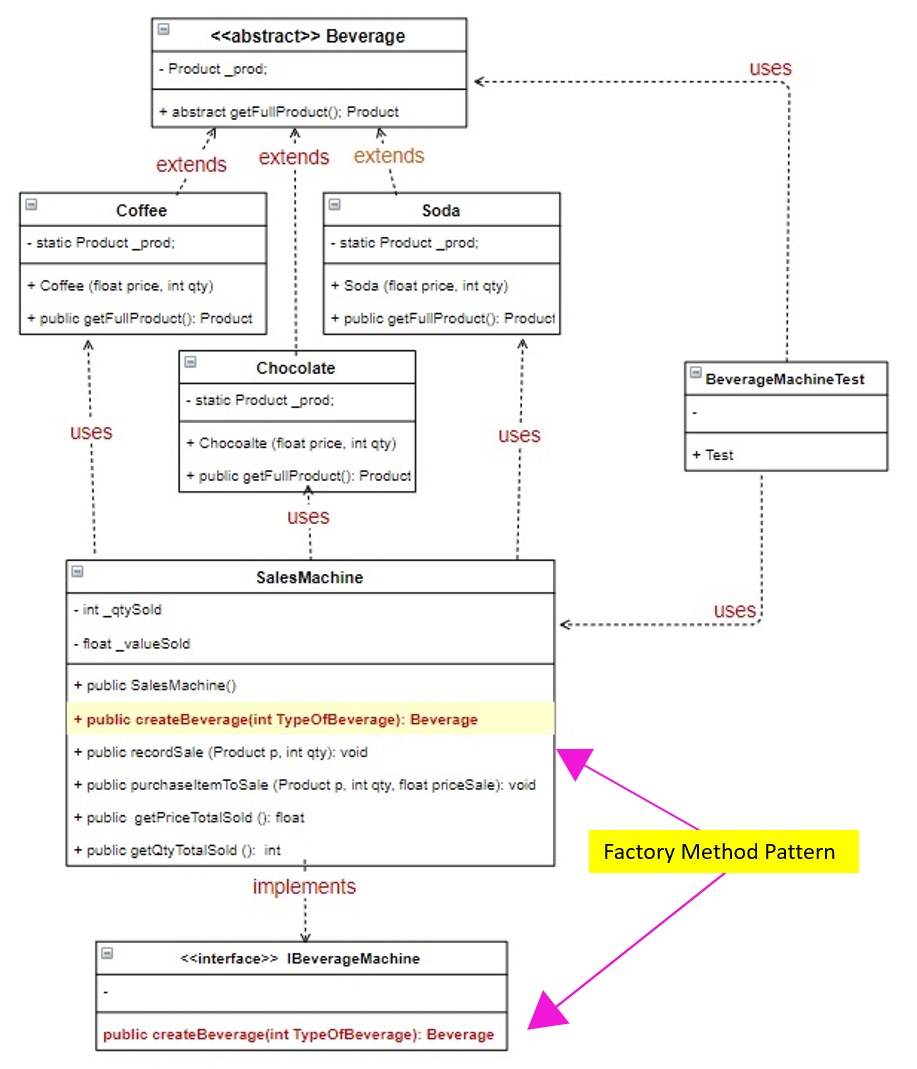 <<abstract>> Beverage
- Product _prod;
+ abstract getFullProduct(); Product
uses
extends
extends
extends
Coffee
- static Product _prod;
+ Coffee (float price, int qty)
+ public getFullProduct(): Product
Soda
- static Product _prod;
+ Soda (float price, int qty)
+ public getFullProduct(): Product
Chocolate
- static Product _prod;
+ Chocoalte (float price, int qty)
+ public getFullProduct(): Product
BeverageMachineTest
-
+ Test
uses
uses
uses
uses
SalesMachine
- int _qtySold
- float _valueSold
+ public SalesMachine()
+ public createBeverage(int TypeOfBeverage): Beverage
+ public recordSale (Product p, int qty): void
+ public purchaseItemToSale (Product p, int qty, float priceSale): void
+ public getPriceTotalSold (): float
+ public getQtyTotalSold (): int
Factory Method Pattern
implements
<<interface>> IBeverageMachine
-
public createBeverage(int TypeOfBeverage): Beverage